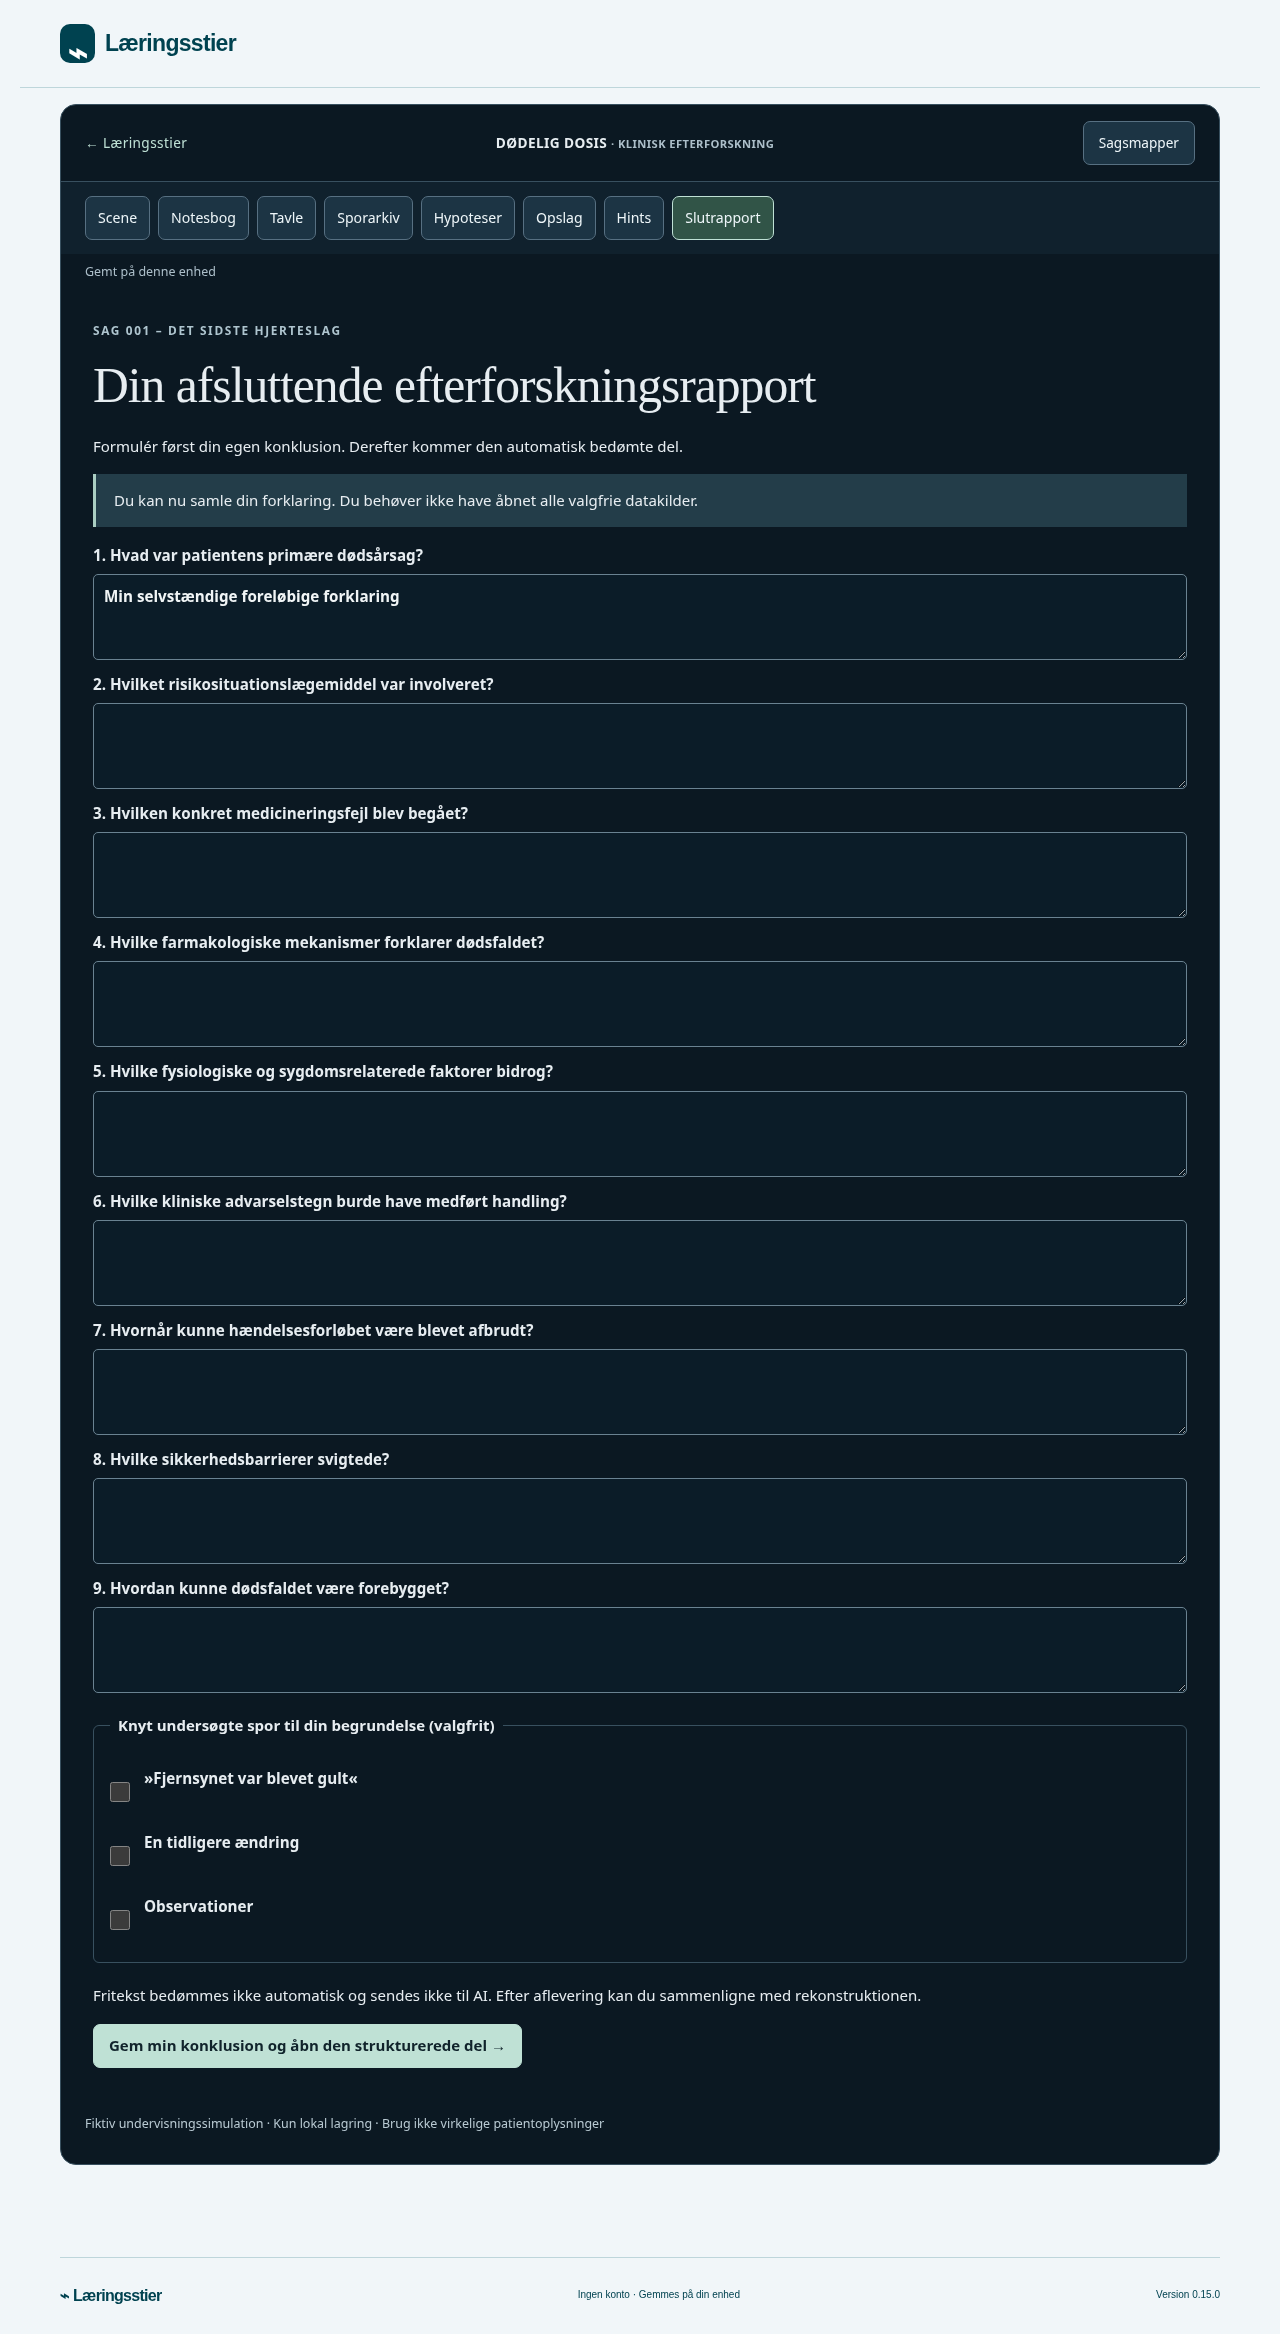 Læringsstier
← Læringsstier
DØDELIG DOSIS · KLINISK EFTERFORSKNING
Sagsmapper
Scene
Notesbog
Tavle
Sporarkiv
Hypoteser
Opslag
Hints
Slutrapport
Gemt på denne enhed
SAG 001 – DET SIDSTE HJERTESLAG
Din afsluttende efterforskningsrapport
Formulér først din egen konklusion. Derefter kommer den automatisk bedømte del.
Du kan nu samle din forklaring. Du behøver ikke have åbnet alle valgfrie datakilder.
1. Hvad var patientens primære dødsårsag?
Min selvstændige foreløbige forklaring
2. Hvilket risikosituationslægemiddel var involveret?
3. Hvilken konkret medicineringsfejl blev begået?
4. Hvilke farmakologiske mekanismer forklarer dødsfaldet?
5. Hvilke fysiologiske og sygdomsrelaterede faktorer bidrog?
6. Hvilke kliniske advarselstegn burde have medført handling?
7. Hvornår kunne hændelsesforløbet være blevet afbrudt?
8. Hvilke sikkerhedsbarrierer svigtede?
9. Hvordan kunne dødsfaldet være forebygget?
Knyt undersøgte spor til din begrundelse (valgfrit)
»Fjernsynet var blevet gult«
En tidligere ændring
Observationer
Fritekst bedømmes ikke automatisk og sendes ikke til AI. Efter aflevering kan du sammenligne med rekonstruktionen.
Gem min konklusion og åbn den strukturerede del →
Fiktiv undervisningssimulation · Kun lokal lagring · Brug ikke virkelige patientoplysninger
Læringsstier
Ingen konto · Gemmes på din enhed
Version 0.15.0